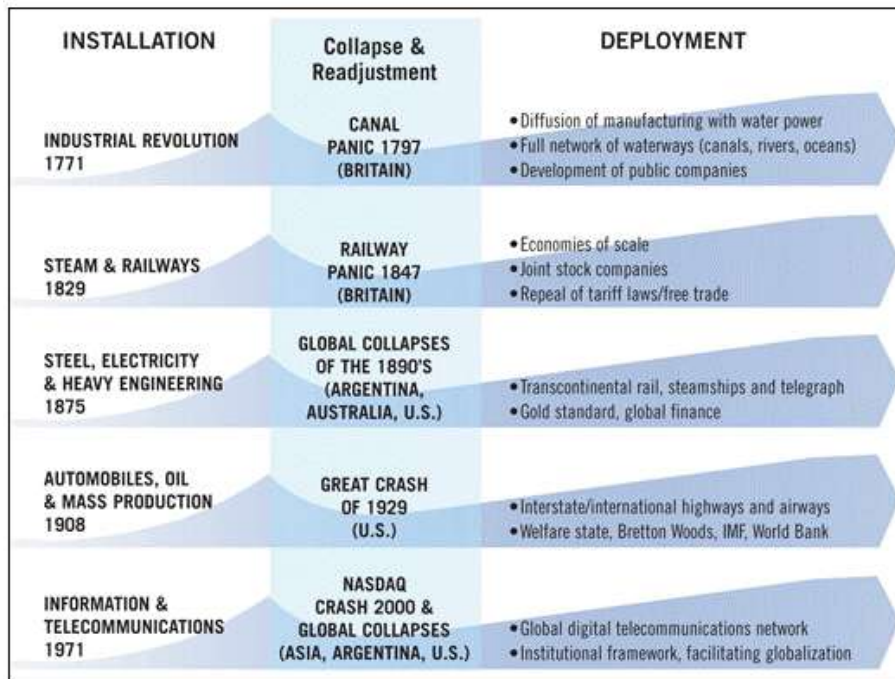 INSTALLATION
Collapse &
Readjustment
DEPLOYMENT
INDUSTRIAL REVOLUTION
1771
CANAL
PANIC 1797
(BRITAIN)
• Diffusion of manufacturing with water power
• Full network of waterways (canals, rivers, oceans)
• Development of public companies
STEAM & RAILWAYS
1829
RAILWAY
PANIC 1847
(BRITAIN)
• Economies of scale
• Joint stock companies
• Repeal of tariff laws/free trade
STEEL, ELECTRICITY
& HEAVY ENGINEERING
1875
GLOBAL COLLAPSES
OF THE 1890'S
(ARGENTINA,
AUSTRALIA, U.S.)
• Transcontinental rail, steamships and telegraph
• Gold standard, global finance
AUTOMOBILES, OIL
& MASS PRODUCTION
1908
GREAT CRASH
OF 1929
(U.S.)
• Interstate/international highways and airways
• Welfare state, Bretton Woods, IMF, World Bank
INFORMATION &
TELECOMMUNICATIONS
1971
NASDAQ
CRASH 2000 &
GLOBAL COLLAPSES
(ASIA, ARGENTINA, U.S.)
• Global digital telecommunications network
• Institutional framework, facilitating globalization